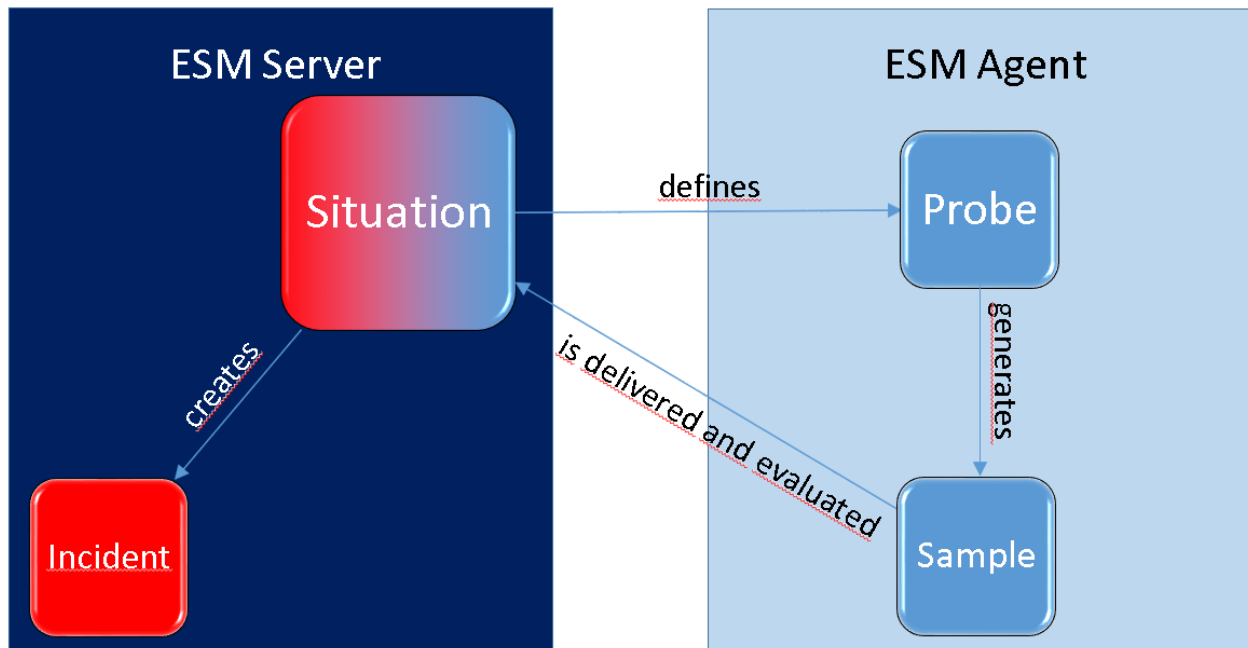 ESM Server
ESM Agent
Situation
defines
Probe
generates
is delivered and evaluated
creates
Incident
Sample